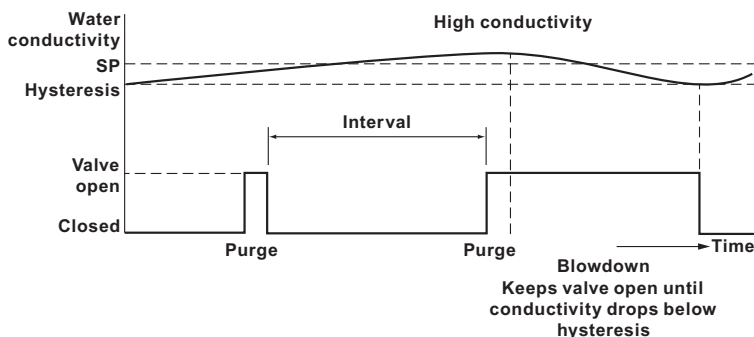 Water
conductivity
High conductivity
SP
Hysteresis
Interval
Valve
open
Closed
Purge
Purge
Time
Blowdown
Keeps valve open until
conductivity drops below
hysteresis